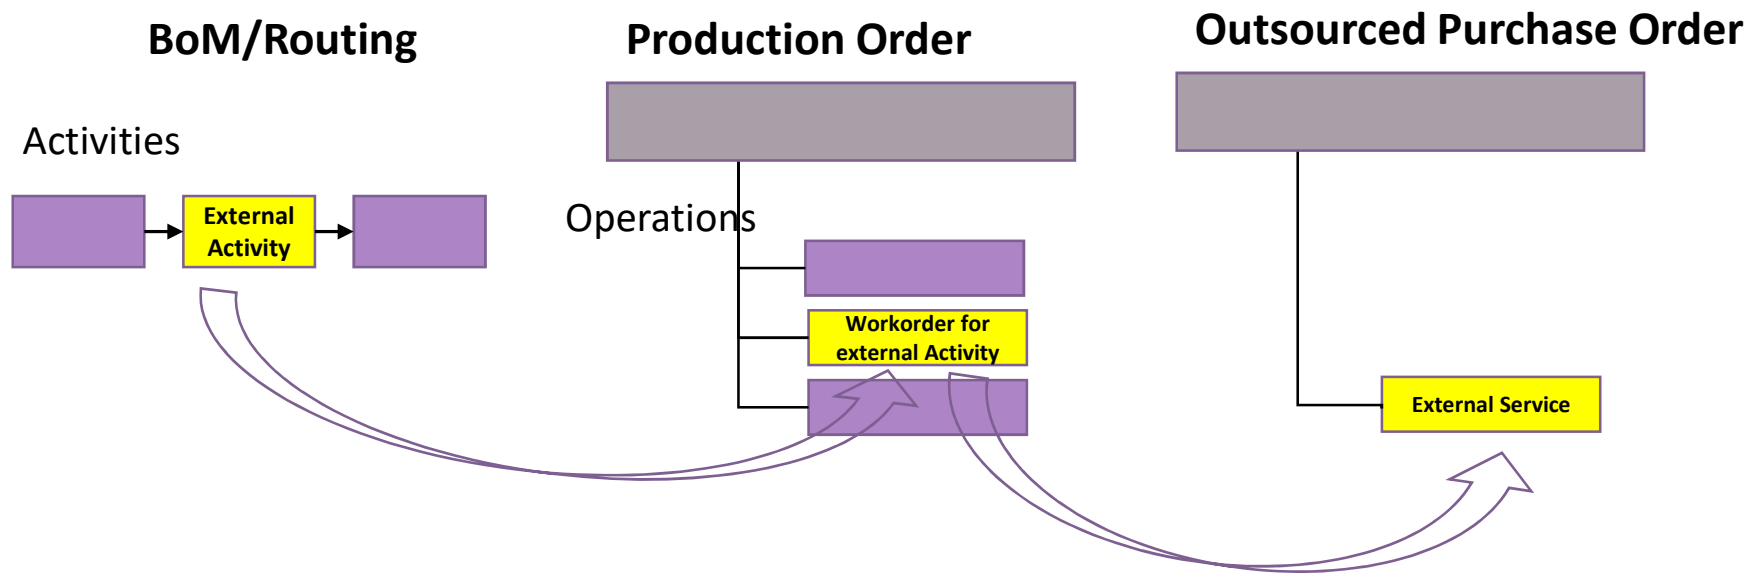 BoM/Routing
Production Order
Outsourced Purchase Order
Activities
External
Activity
Operations
Workorder for
external Activity
External Service